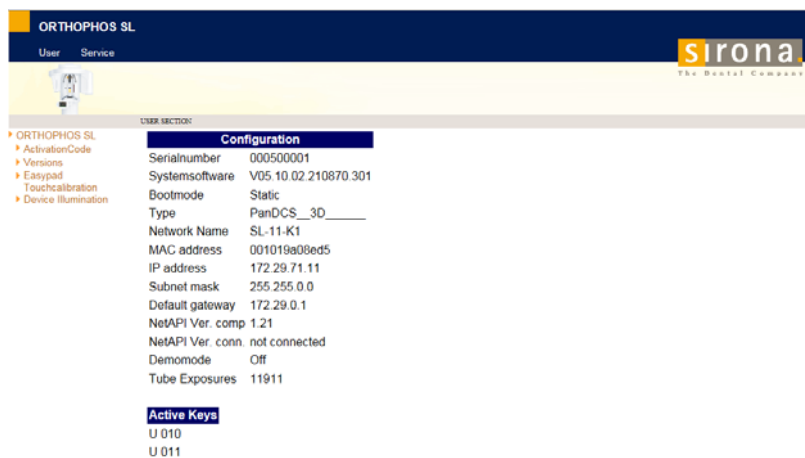 ORTHOPHOS SL
User Service
sirona.
The Dental Company
USER SECTION
ORTHOPHOS SL
ActivationCode
Versions
Easypad
Touchcalibration
Device Illumination
Configuration
Serialnumber 000500001
Systemsoftware V05.10.02.210870.301
Bootmode Static
Type PanDCS__3D______
Network Name SL-11-K1
MAC address 001019a08ed5
IP address 172.29.71.11
Subnet mask 255.255.0.0
Default gateway 172.29.0.1
NetAPI Ver. comp 1.21
NetAPI Ver. conn. not connected
Demomode Off
Tube Exposures 11911
Active Keys
U 010
U 011